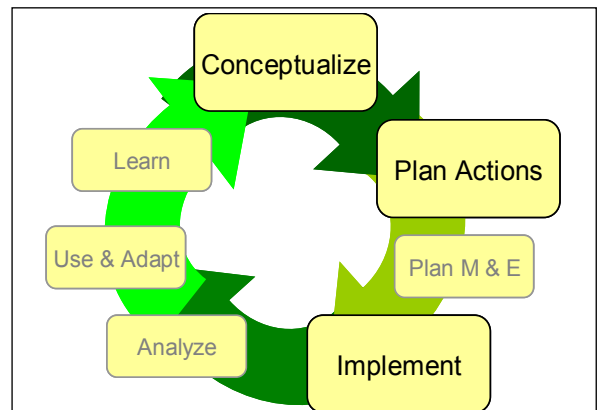 Conceptualize
Plan Actions
Plan M & E
Implement
Analyze
Use & Adapt
Learn